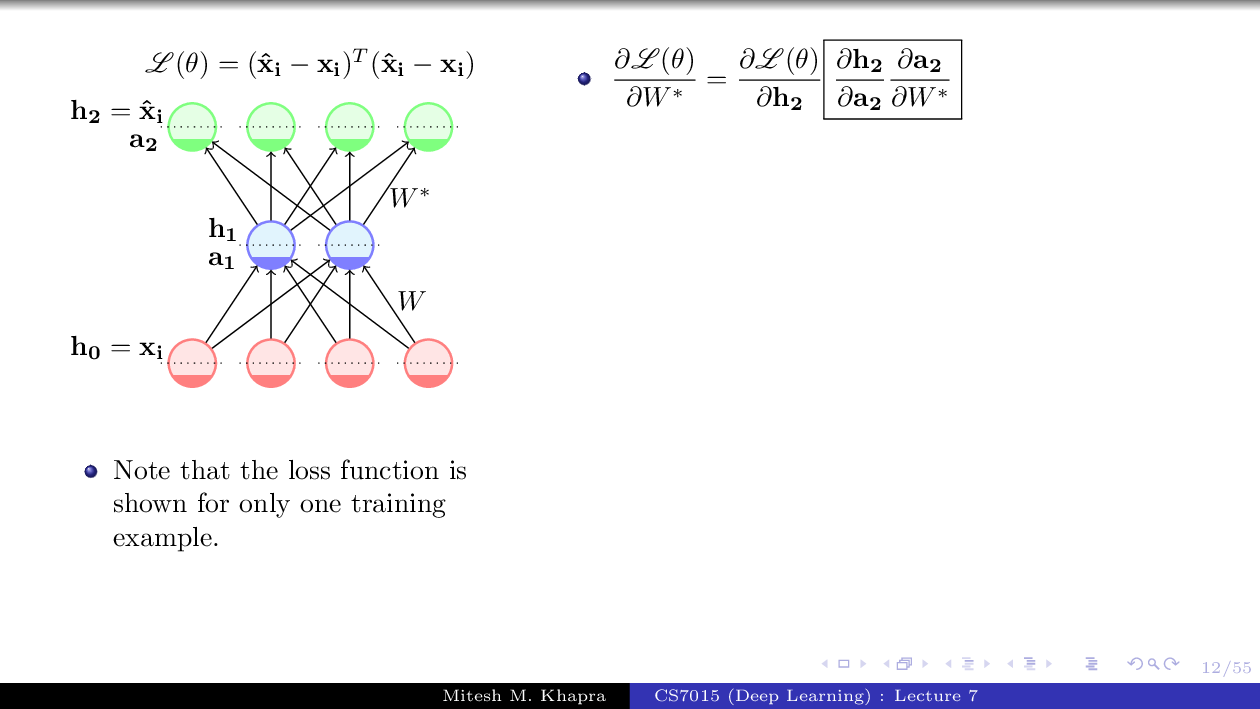 ℒ(θ) = (x̂ᵢ − xᵢ)ᵀ(x̂ᵢ − xᵢ)
h₂ = x̂ᵢ
a₂
W*
h₁
a₁
W
h₀ = xᵢ
Note that the loss function is
shown for only one training
example.
∂ℒ(θ)/∂W* = ∂ℒ(θ)/∂h₂ ∂h₂/∂a₂ ∂a₂/∂W*
12/55
Mitesh M. Khapra CS7015 (Deep Learning) : Lecture 7